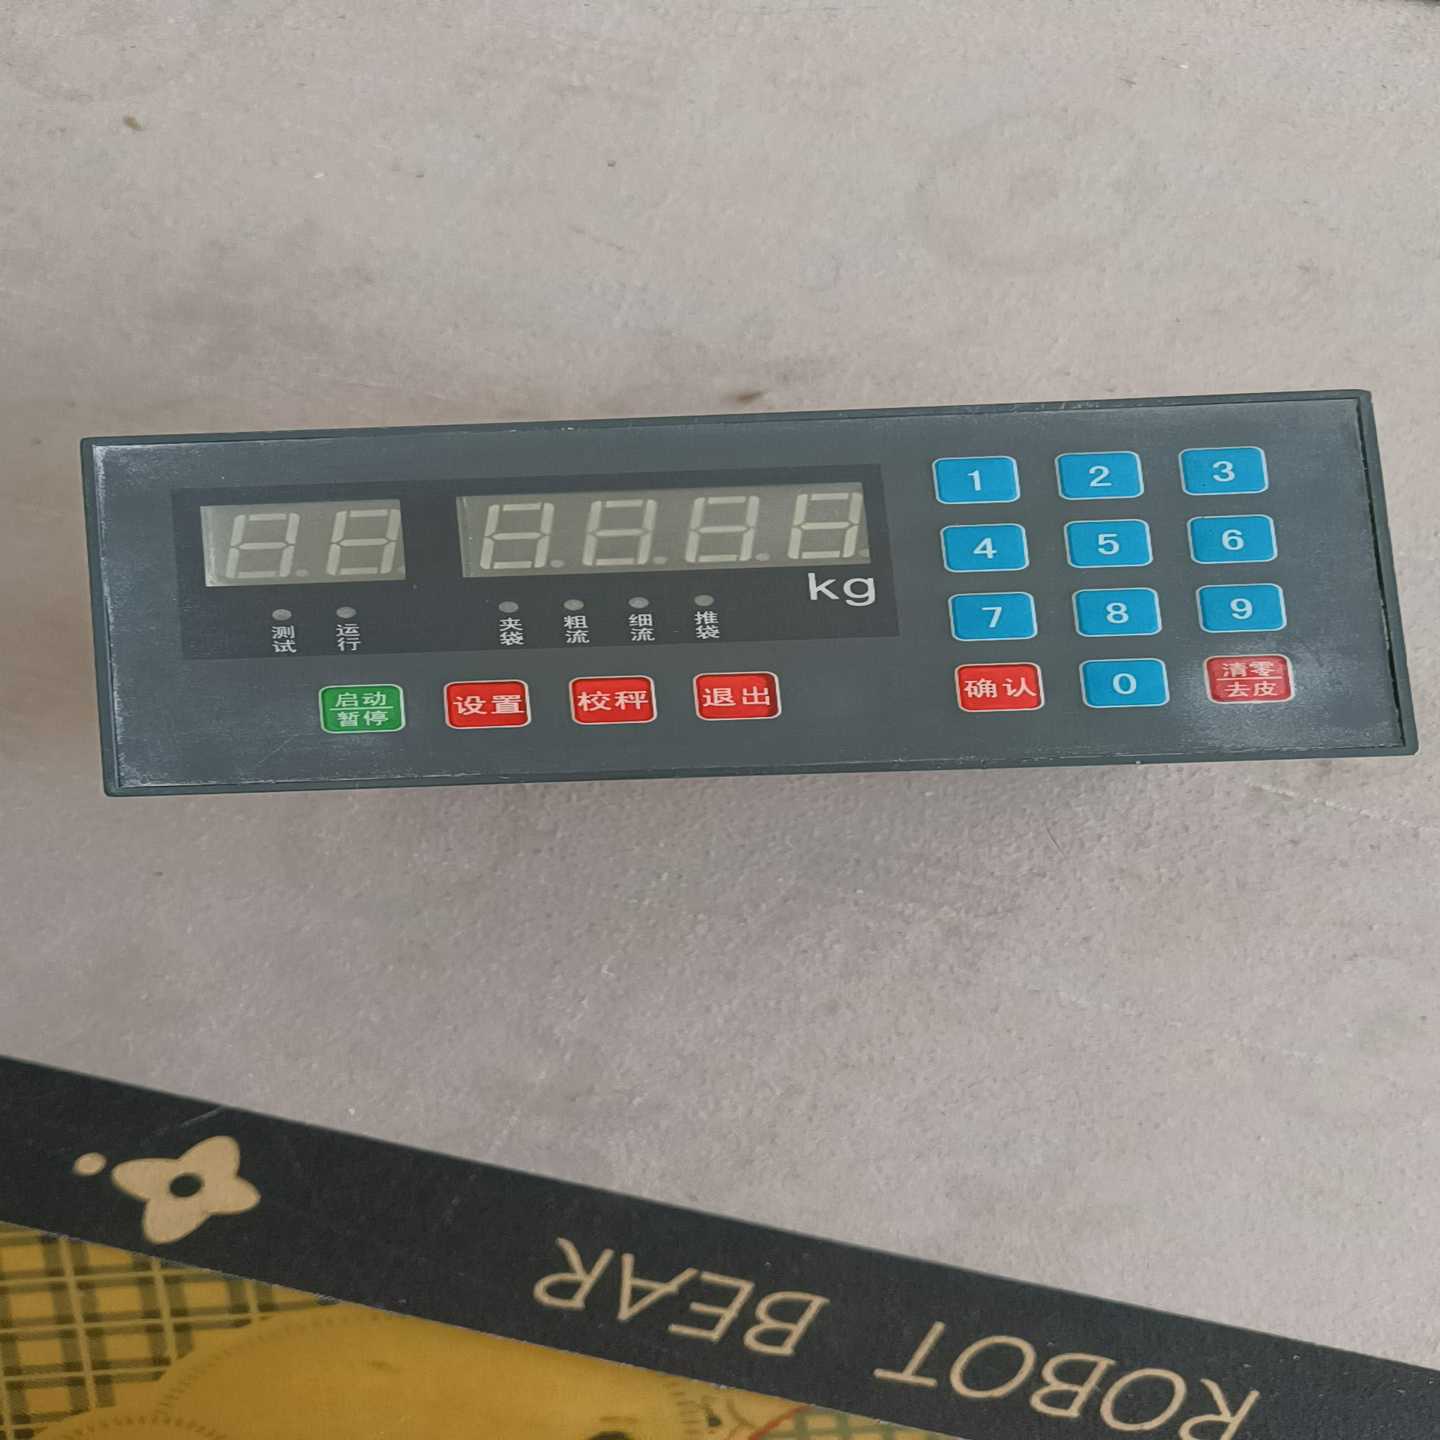 kg
测试 运行 夹袋 粗流 细流 推袋
启动 暂停 设置 校秤 退出
1 2 3
4 5 6
7 8 9
确认 0 清零 去皮
ROBOT BEAR